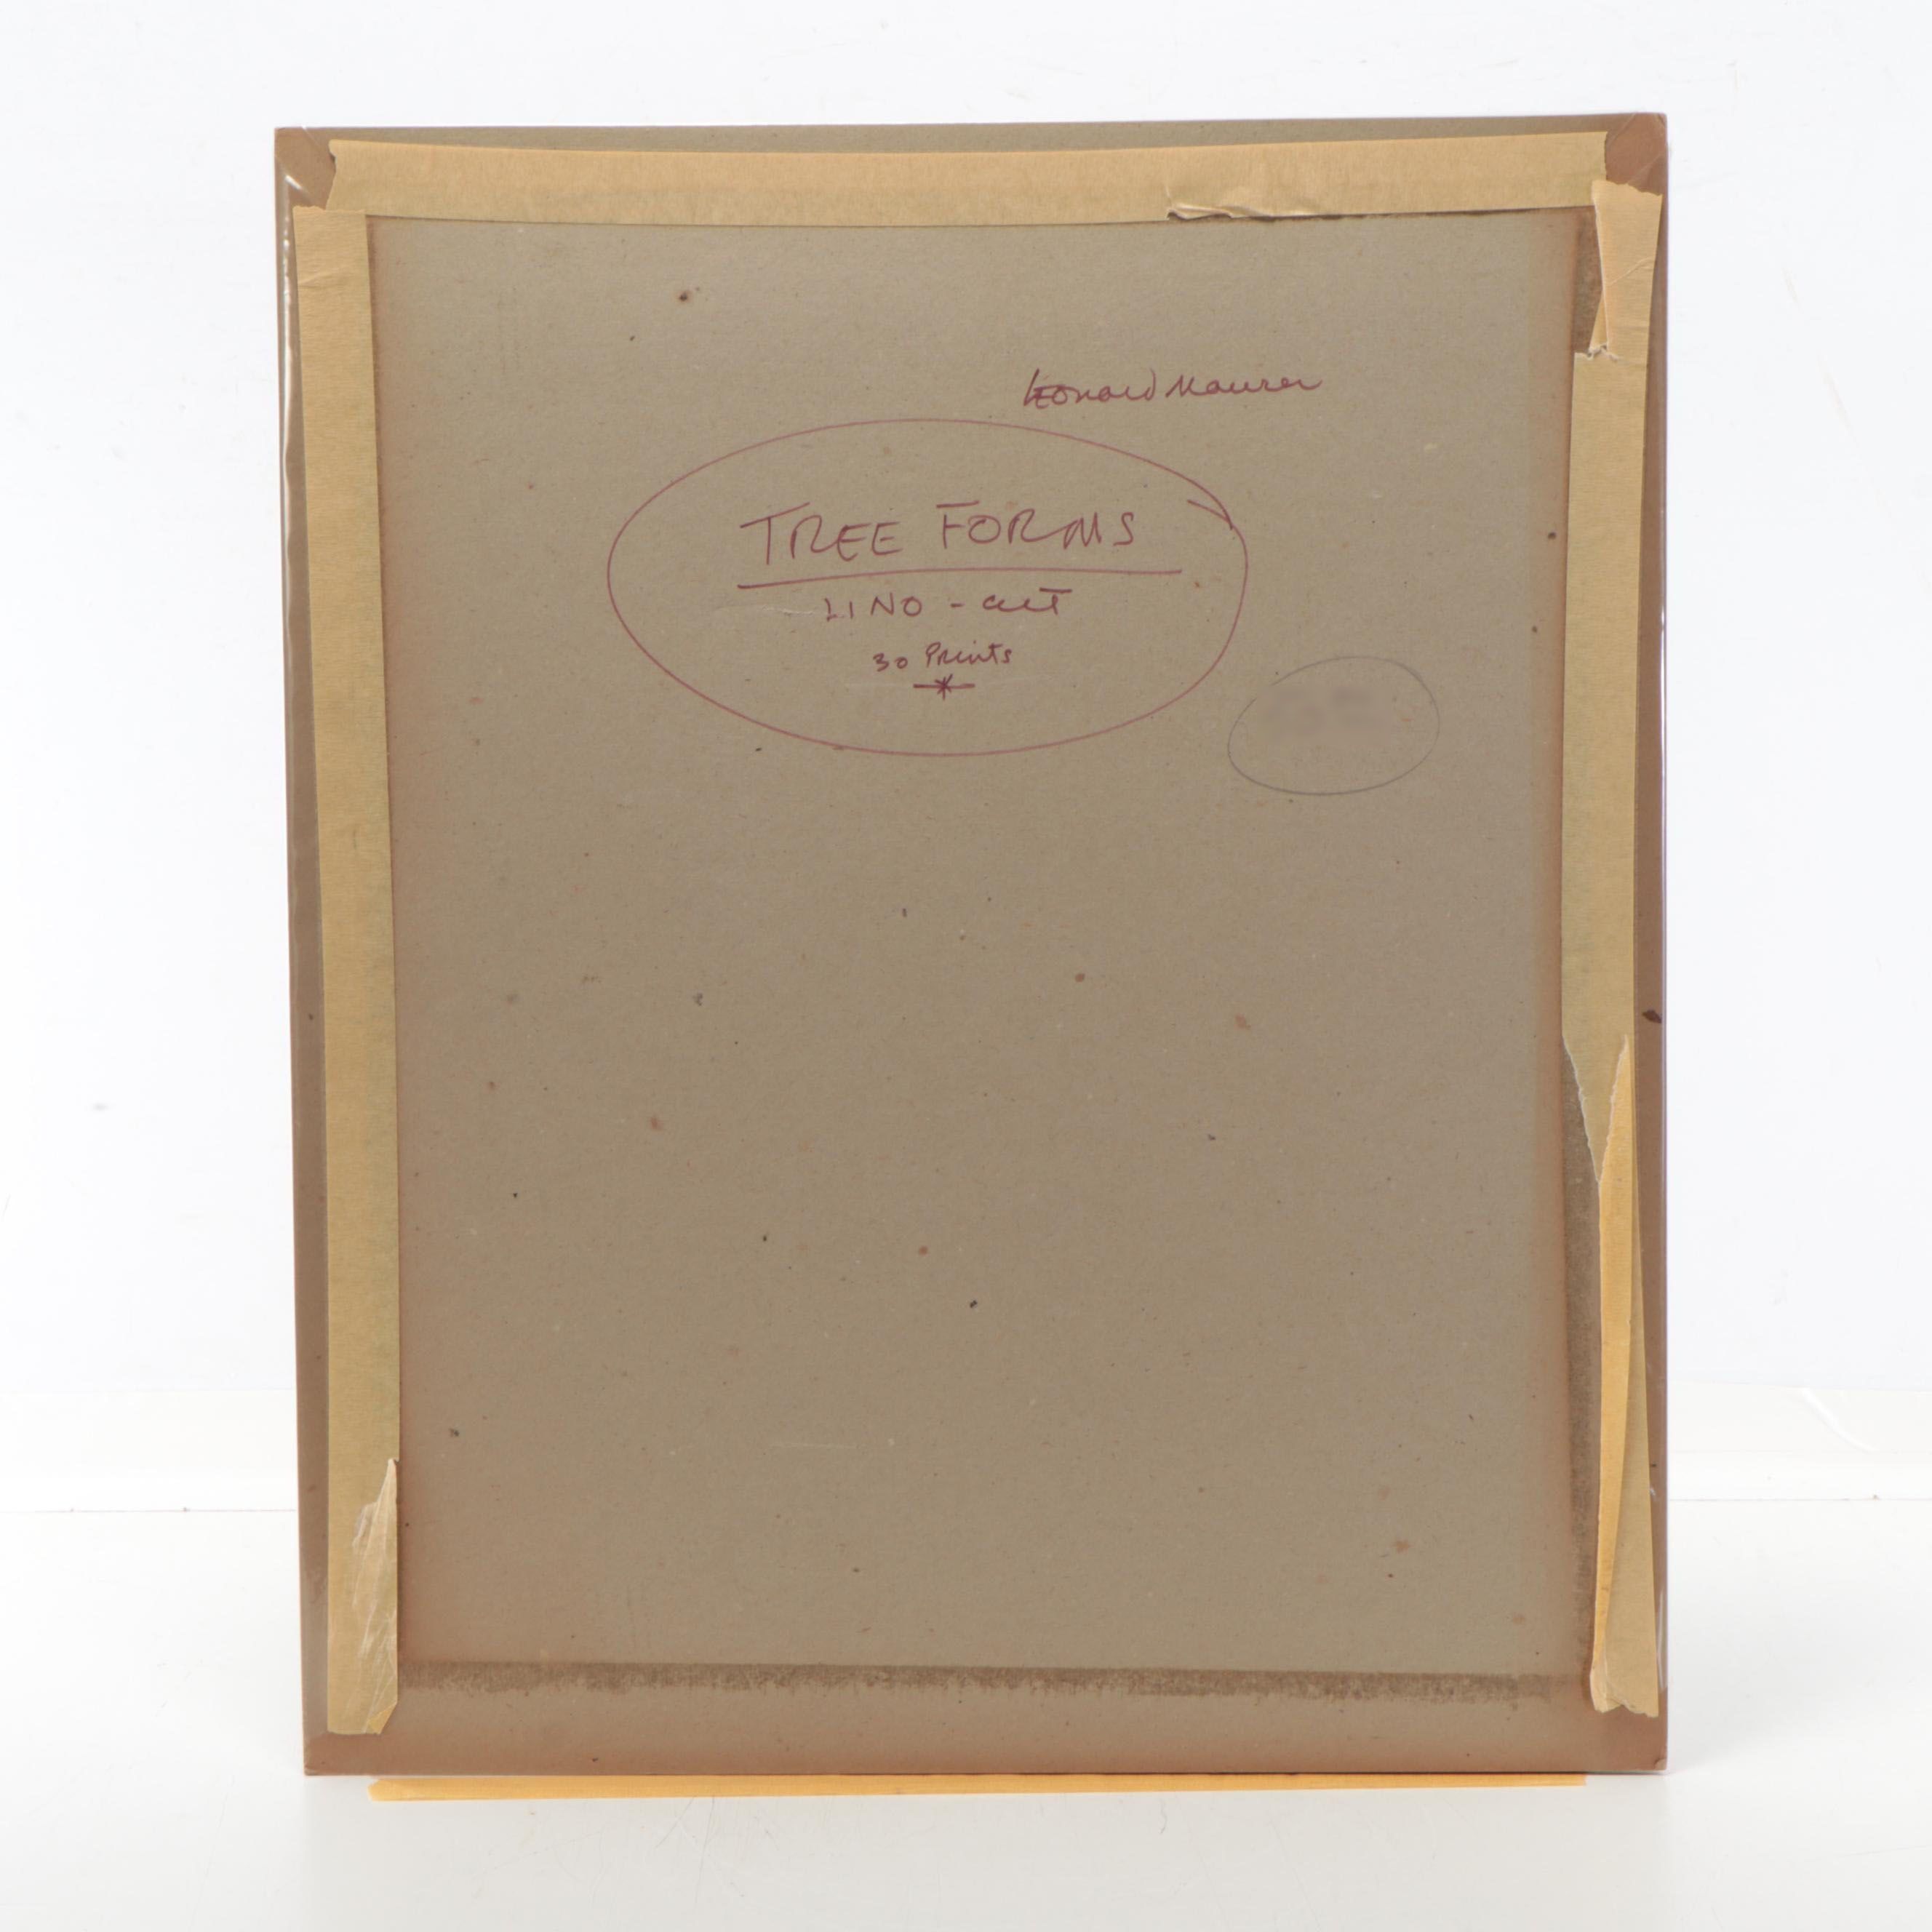 Leonard Maurer
TREE FORMS
LINO - cut
30 Prints